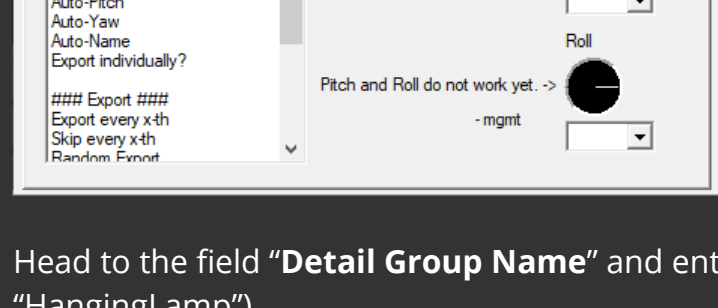 Auto-Pitch
Auto-Yaw
Auto-Name
Export individually?
Roll
Pitch and Roll do not work yet. ->
### Export ###
Export every x-th
- mgmt
Skip every x-th
Random Export
Head to the field “Detail Group Name” and ent
“HangingLamp”)